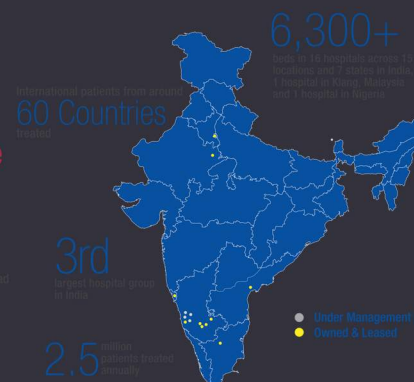 6,300+
beds in 16 hospitals across 15
locations and 7 states in India,
1 hospital in Klang, Malaysia
and 1 hospital in Nigeria
International patients from around
60 Countries
treated
3rd
largest hospital group
in India
Under Management
Owned & Leased
2.5 million
patients treated
annually